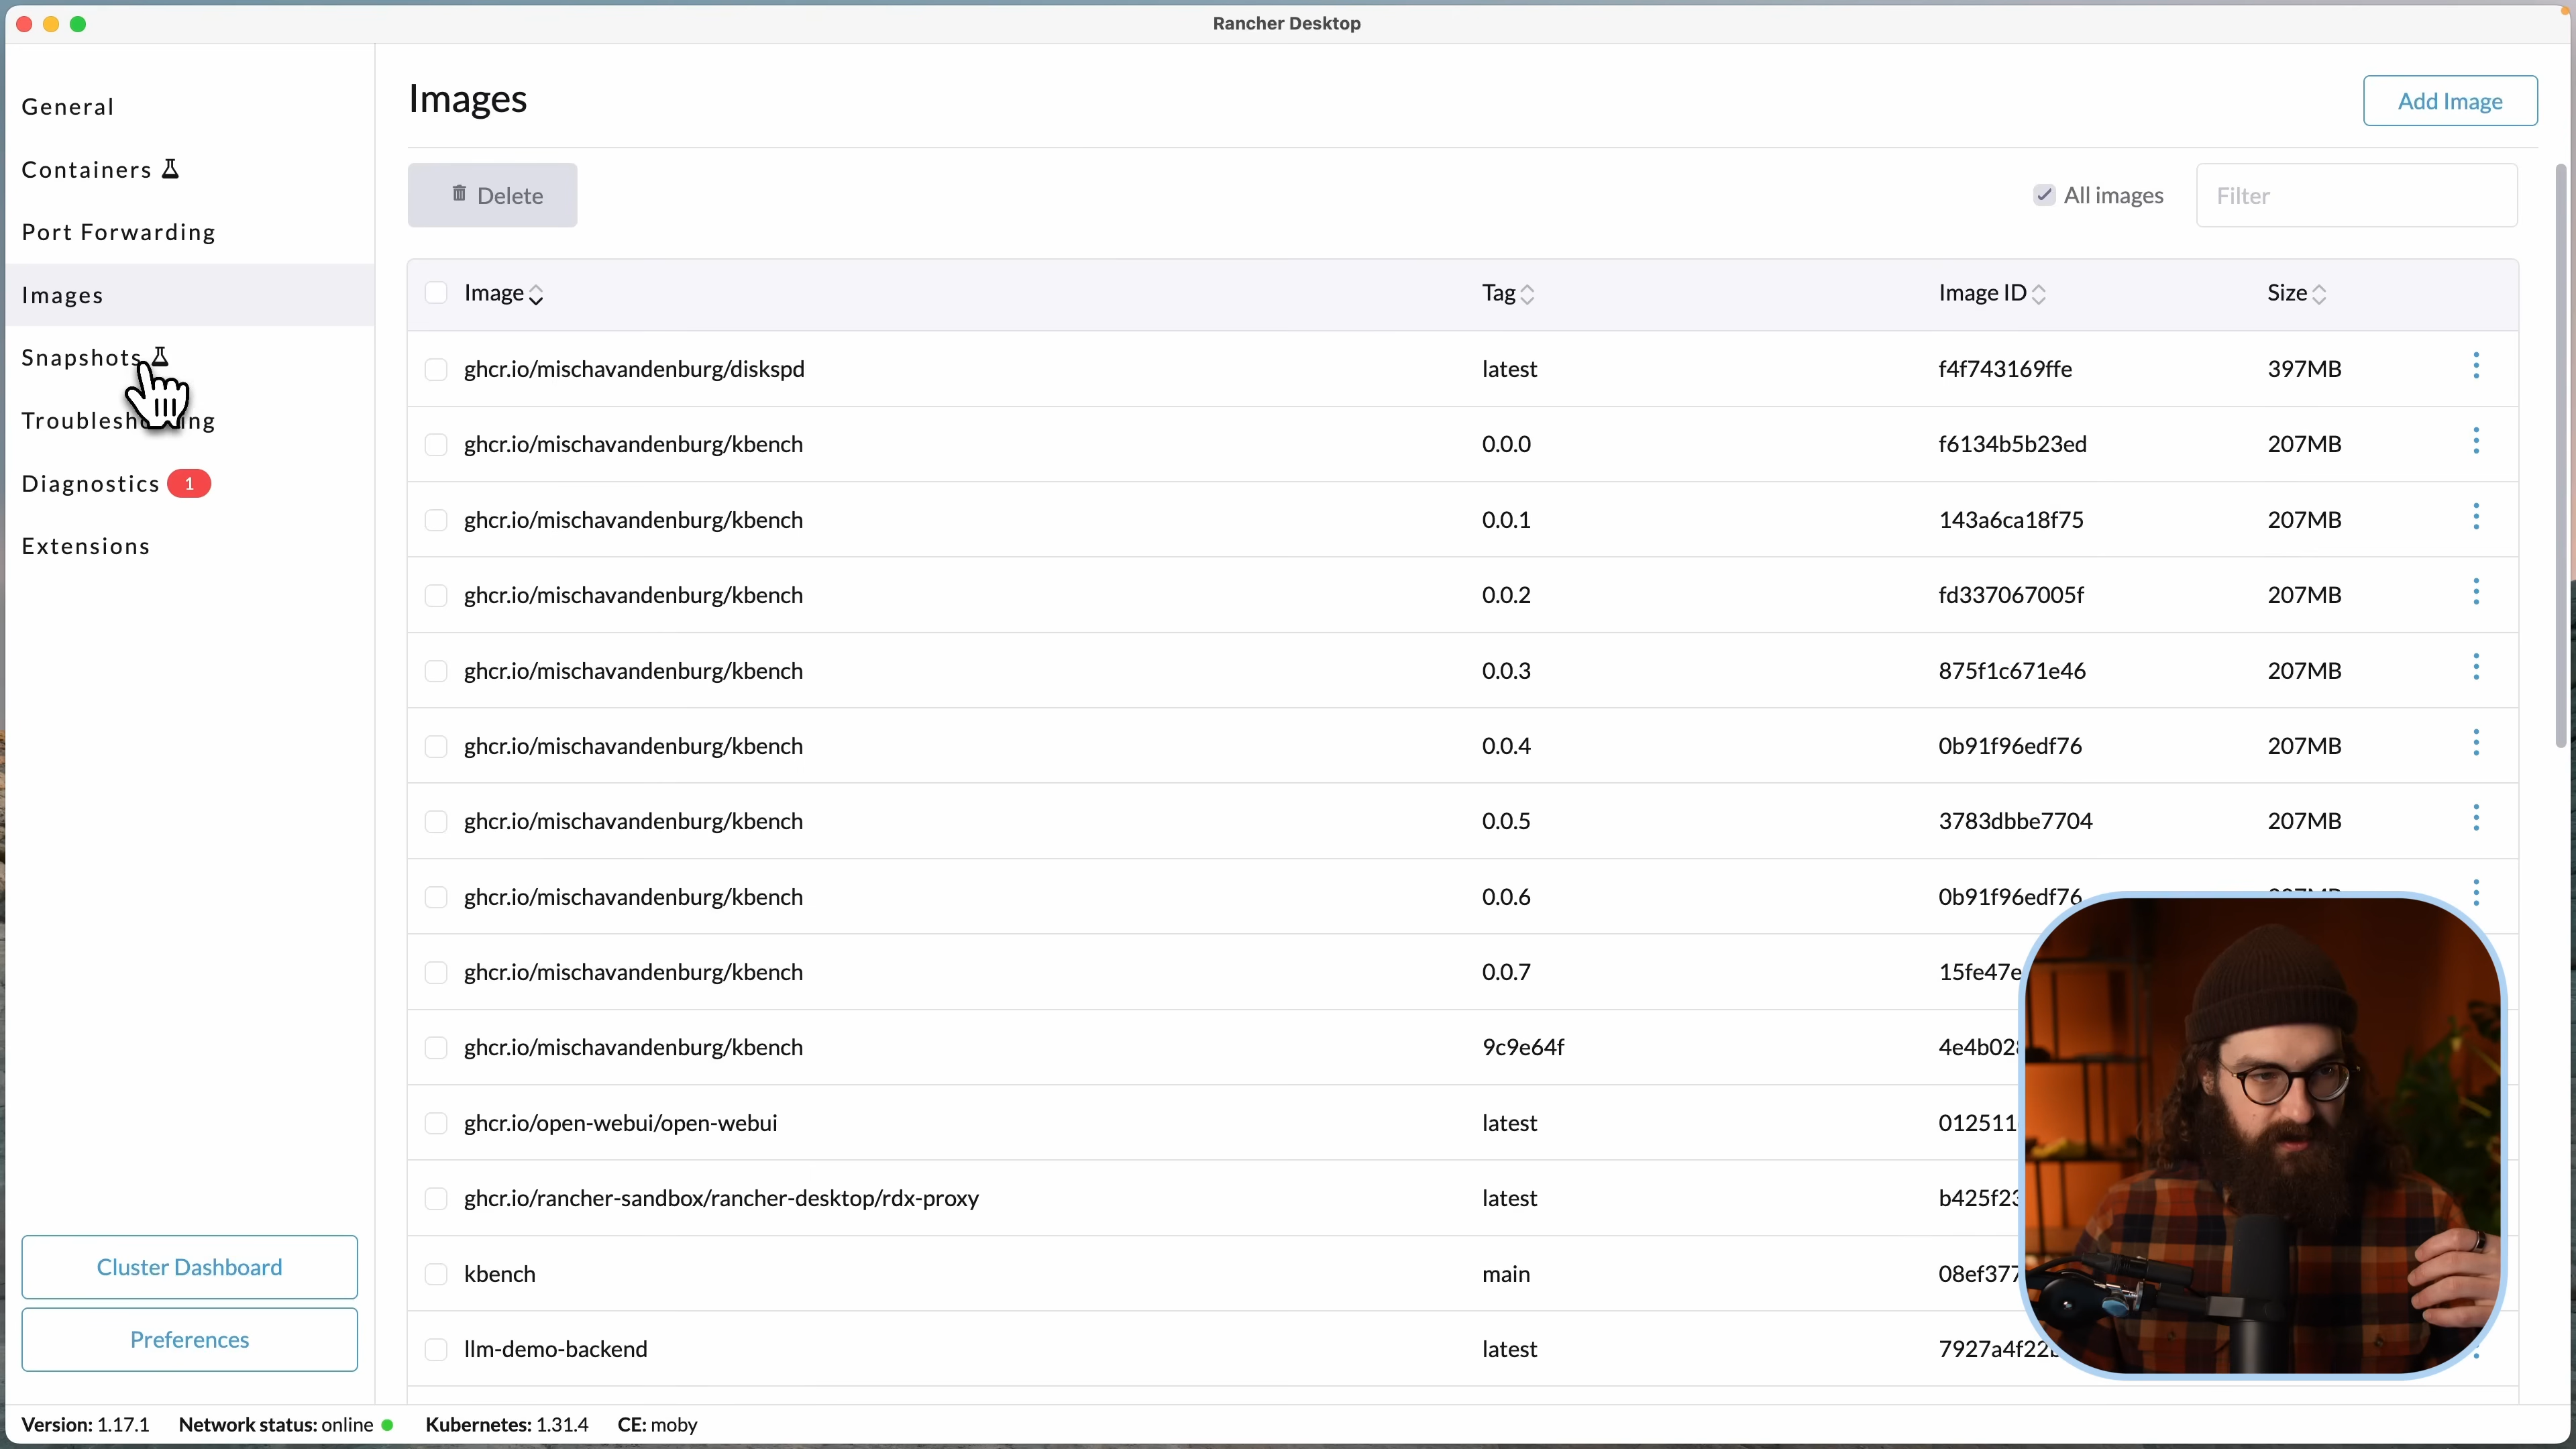 Rancher Desktop
General
Containers
Port Forwarding
Images
Snapshots
Diagnostics 1
Extensions
Cluster Dashboard
Preferences
Images
Add Image
Delete
All images
Filter
Image Tag Image ID Size
ghcr.io/mischavandenburg/diskspd latest f4f743169ffe 397MB
ghcr.io/mischavandenburg/kbench 0.0.0 f6134b5b23ed 207MB
ghcr.io/mischavandenburg/kbench 0.0.1 143a6ca18f75 207MB
ghcr.io/mischavandenburg/kbench 0.0.2 fd337067005f 207MB
ghcr.io/mischavandenburg/kbench 0.0.3 875f1c671e46 207MB
ghcr.io/mischavandenburg/kbench 0.0.4 0b91f96edf76 207MB
ghcr.io/mischavandenburg/kbench 0.0.5 3783dbbe7704 207MB
ghcr.io/mischavandenburg/kbench 0.0.6 0b91f96edf76
ghcr.io/mischavandenburg/kbench 0.0.7
ghcr.io/mischavandenburg/kbench 9c9e64f
ghcr.io/open-webui/open-webui latest
ghcr.io/rancher-sandbox/rancher-desktop/rdx-proxy latest
kbench main
llm-demo-backend latest
Version: 1.17.1 Network status: online Kubernetes: 1.31.4 CE: moby